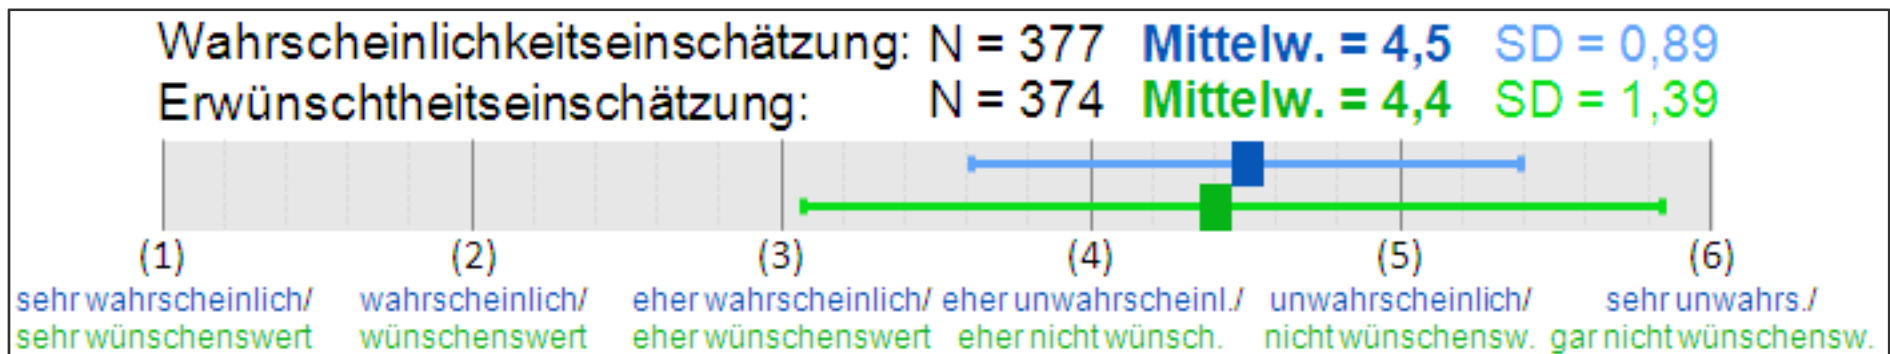 Wahrscheinlichkeitseinschätzung: N = 377 Mittelw. = 4,5 SD = 0,89
Erwünschtheitseinschätzung: N = 374 Mittelw. = 4,4 SD = 1,39
(1) (2) (3) (4) (5) (6)
sehr wahrscheinlich/ wahrscheinlich/ eher wahrscheinlich/ eher unwahrscheinl./ unwahrscheinlich/ sehr unwahrs./
sehr wünschenswert wünschenswert eher wünschenswert eher nicht wünsch. nicht wünschensw. gar nicht wünschensw.